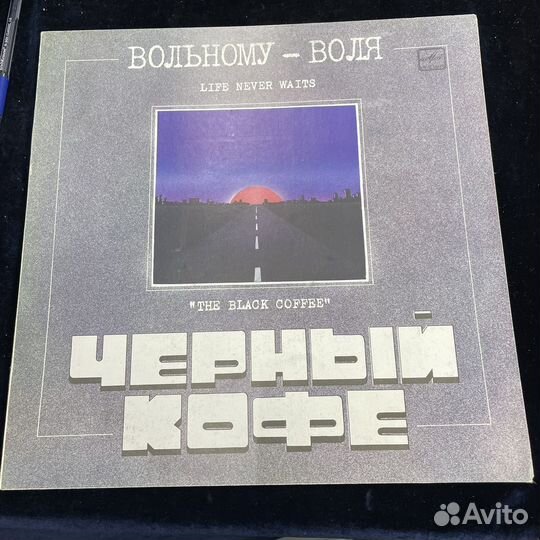 ВОЛЬНОМУ – ВОЛЯ
LIFE NEVER WAITS
"THE BLACK COFFEE"
ЧЕРНЫЙ
КОФЕ
Avito